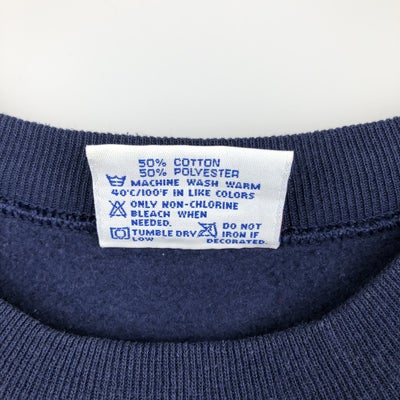 50% COTTON
50% POLYESTER
MACHINE WASH WARM
40°C/100°F IN LIKE COLORS
ONLY NON-CHLORINE
BLEACH WHEN
NEEDED.
TUMBLE DRY
LOW
DO NOT
IRON IF
DECORATED.